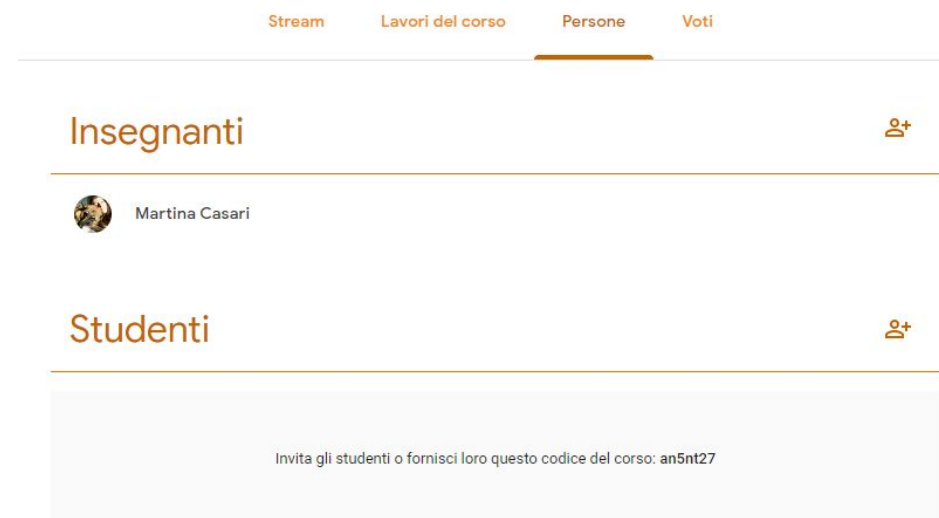 Stream Lavori del corso Persone Voti
Insegnanti
Martina Casari
Studenti
Invita gli studenti o fornisci loro questo codice del corso: an5nt27